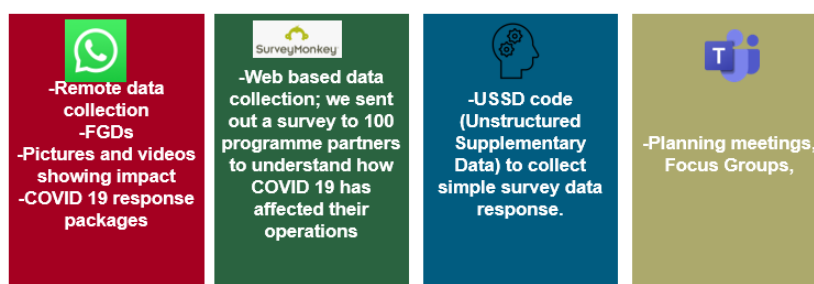 -Remote data
collection
-FGDs
-Pictures and videos
showing impact
-COVID 19 response
packages
SurveyMonkey
-Web based data
collection; we sent
out a survey to 100
programme partners
to understand how
COVID 19 has
affected their
operations
-USSD code
(Unstructured
Supplementary
Data) to collect
simple survey data
response.
T
-Planning meetings,
Focus Groups,